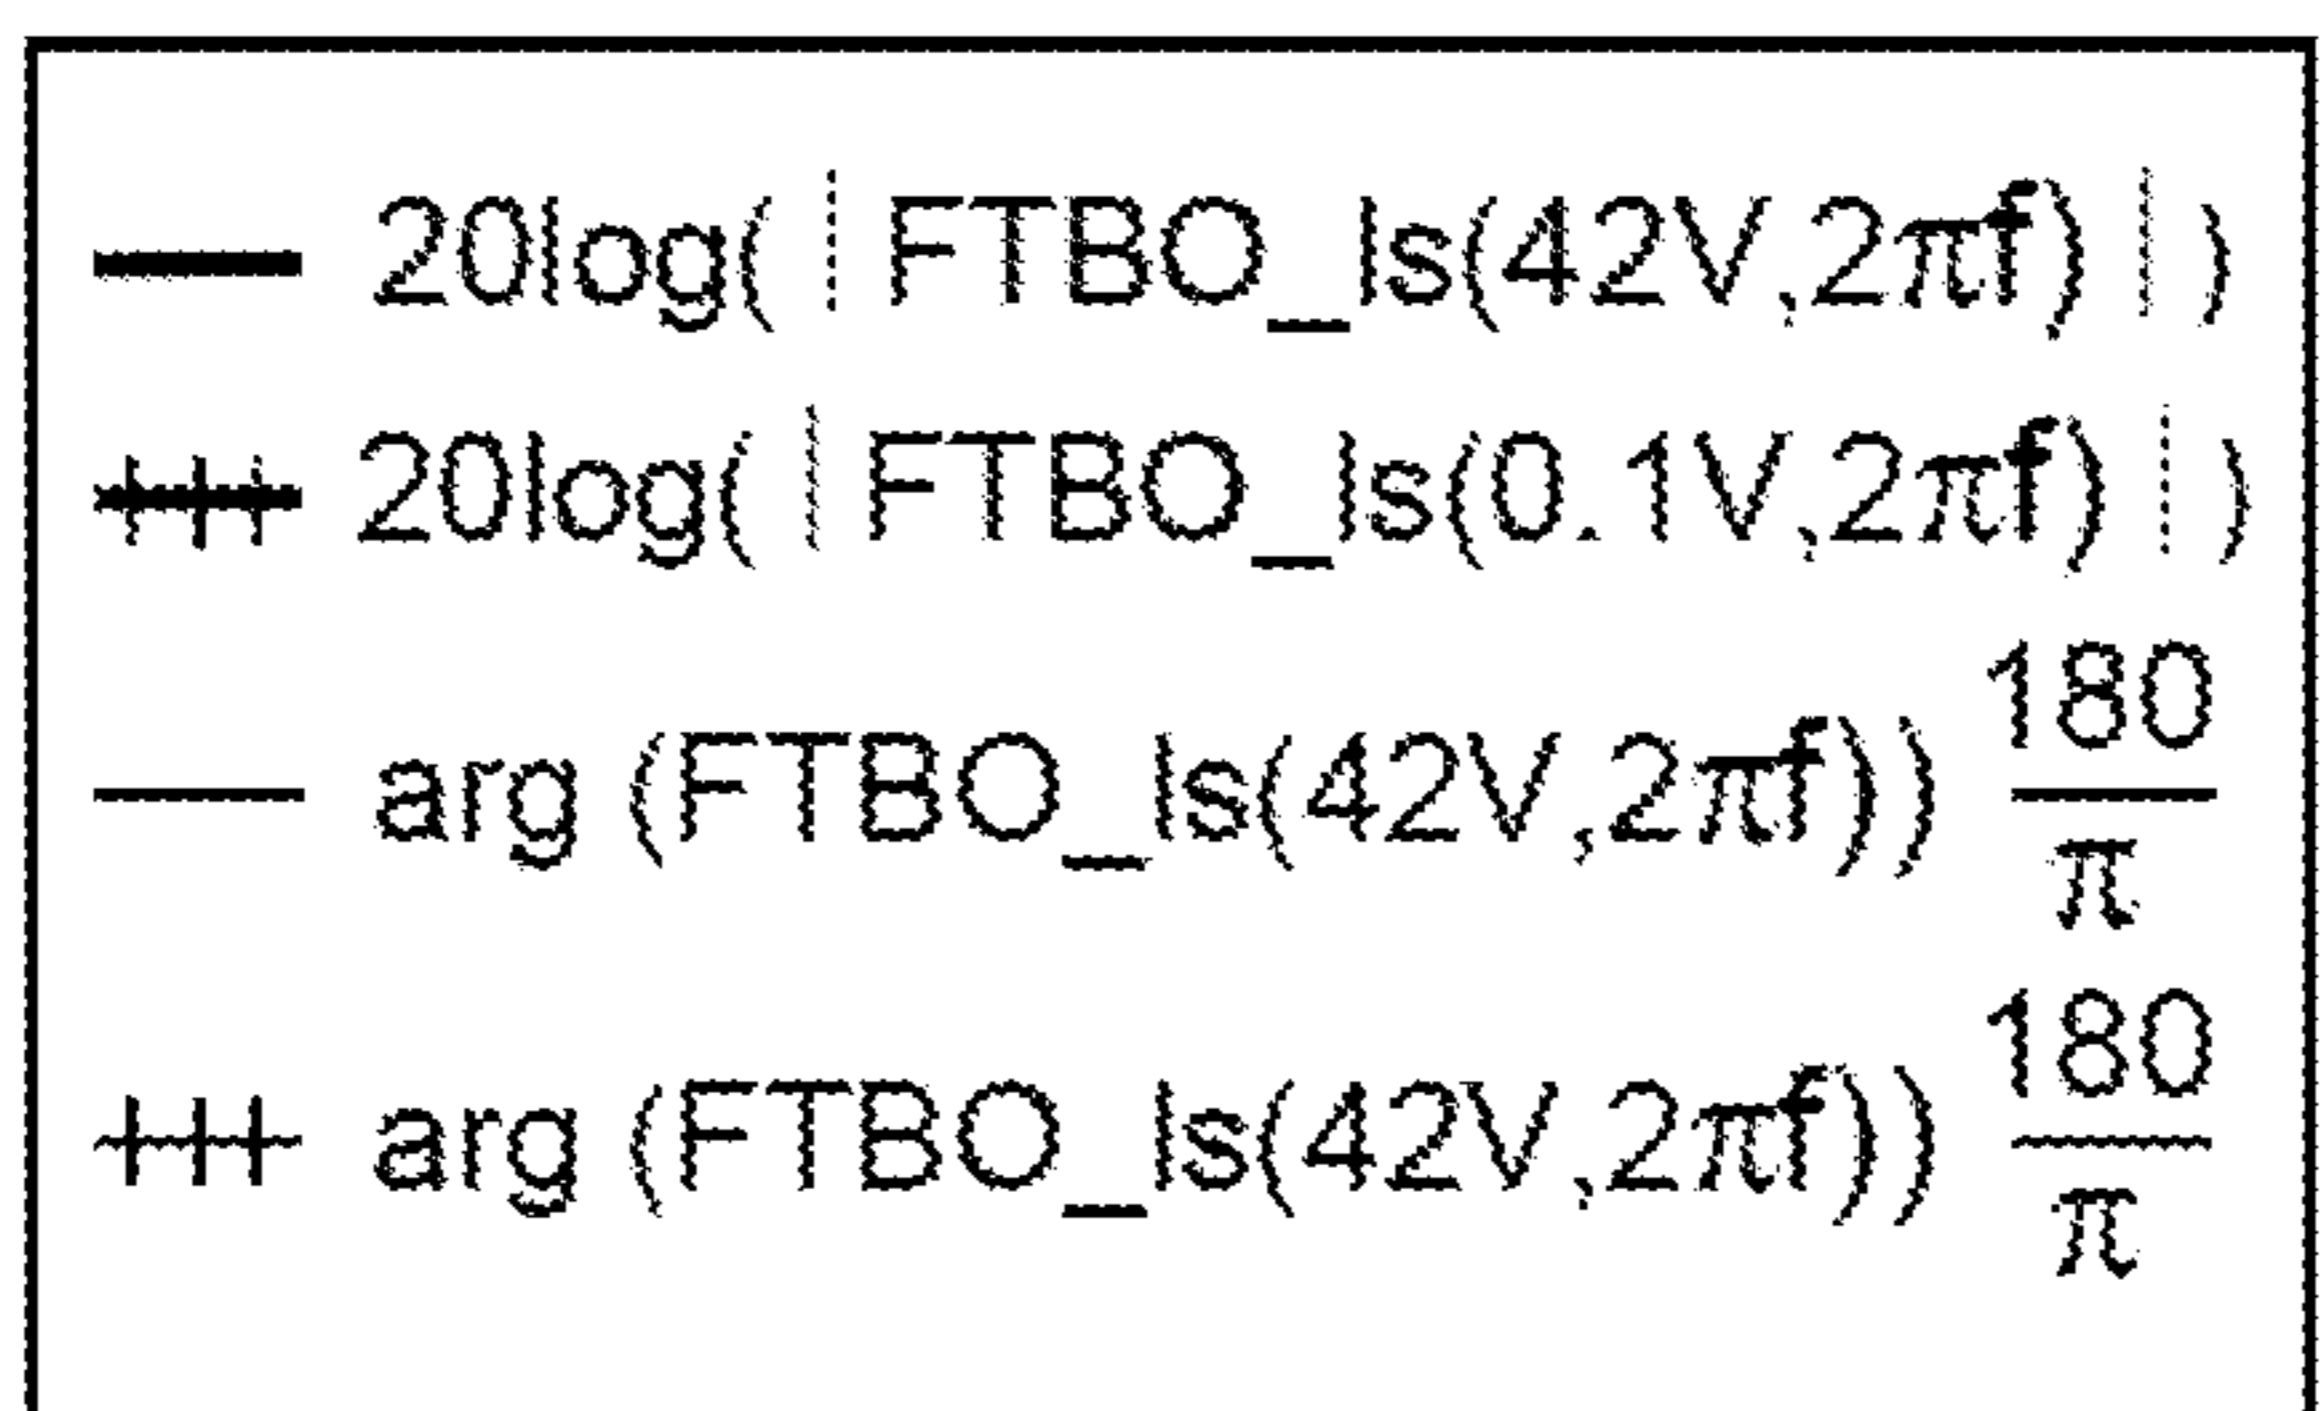 20log( | FTBO_ls(42V,2πf) | )
20log( | FTBO_ls(0.1V,2πf) | )
arg (FTBO_ls(42V,2πf)) 180/π
arg (FTBO_ls(42V,2πf)) 180/π